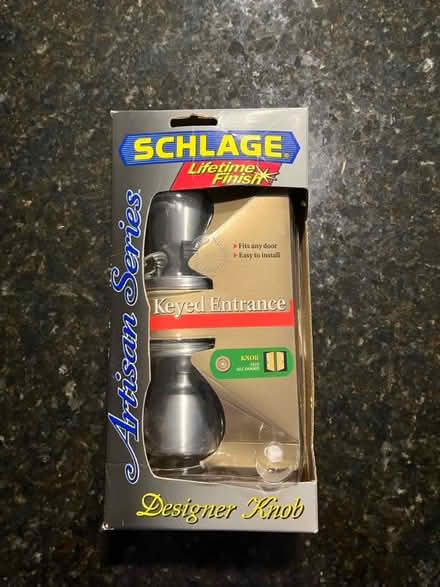 SCHLAGE
Lifetime
Finish
Artisan Series
Fits any door
Easy to install
Keyed Entrance
KNOB
Designer Knob